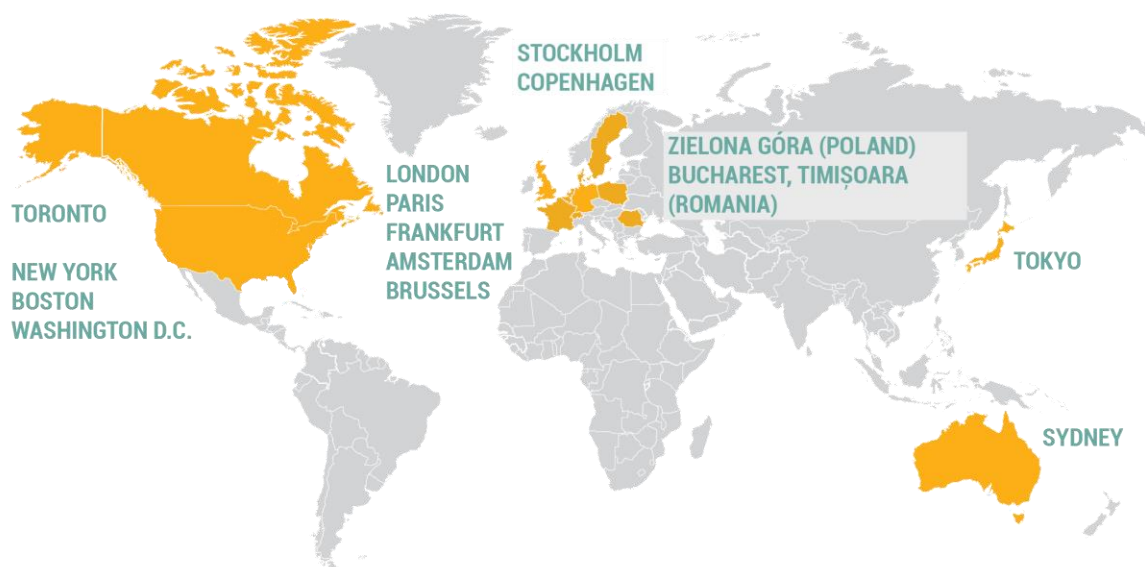 STOCKHOLM
COPENHAGEN
ZIELONA GÓRA (POLAND)
BUCHAREST, TIMIȘOARA
(ROMANIA)
LONDON
PARIS
FRANKFURT
AMSTERDAM
BRUSSELS
TORONTO
NEW YORK
BOSTON
WASHINGTON D.C.
TOKYO
SYDNEY